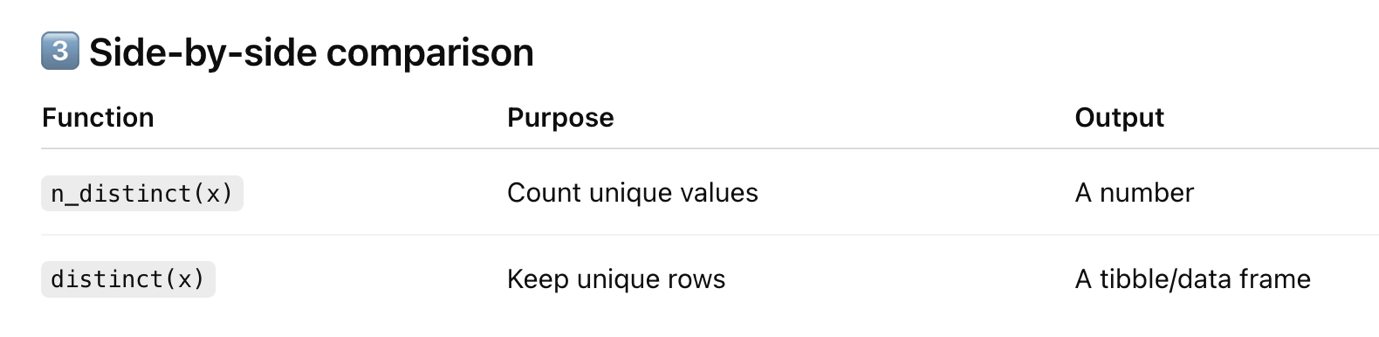 3 Side-by-side comparison
Function Purpose Output
n_distinct(x) Count unique values A number
distinct(x) Keep unique rows A tibble/data frame